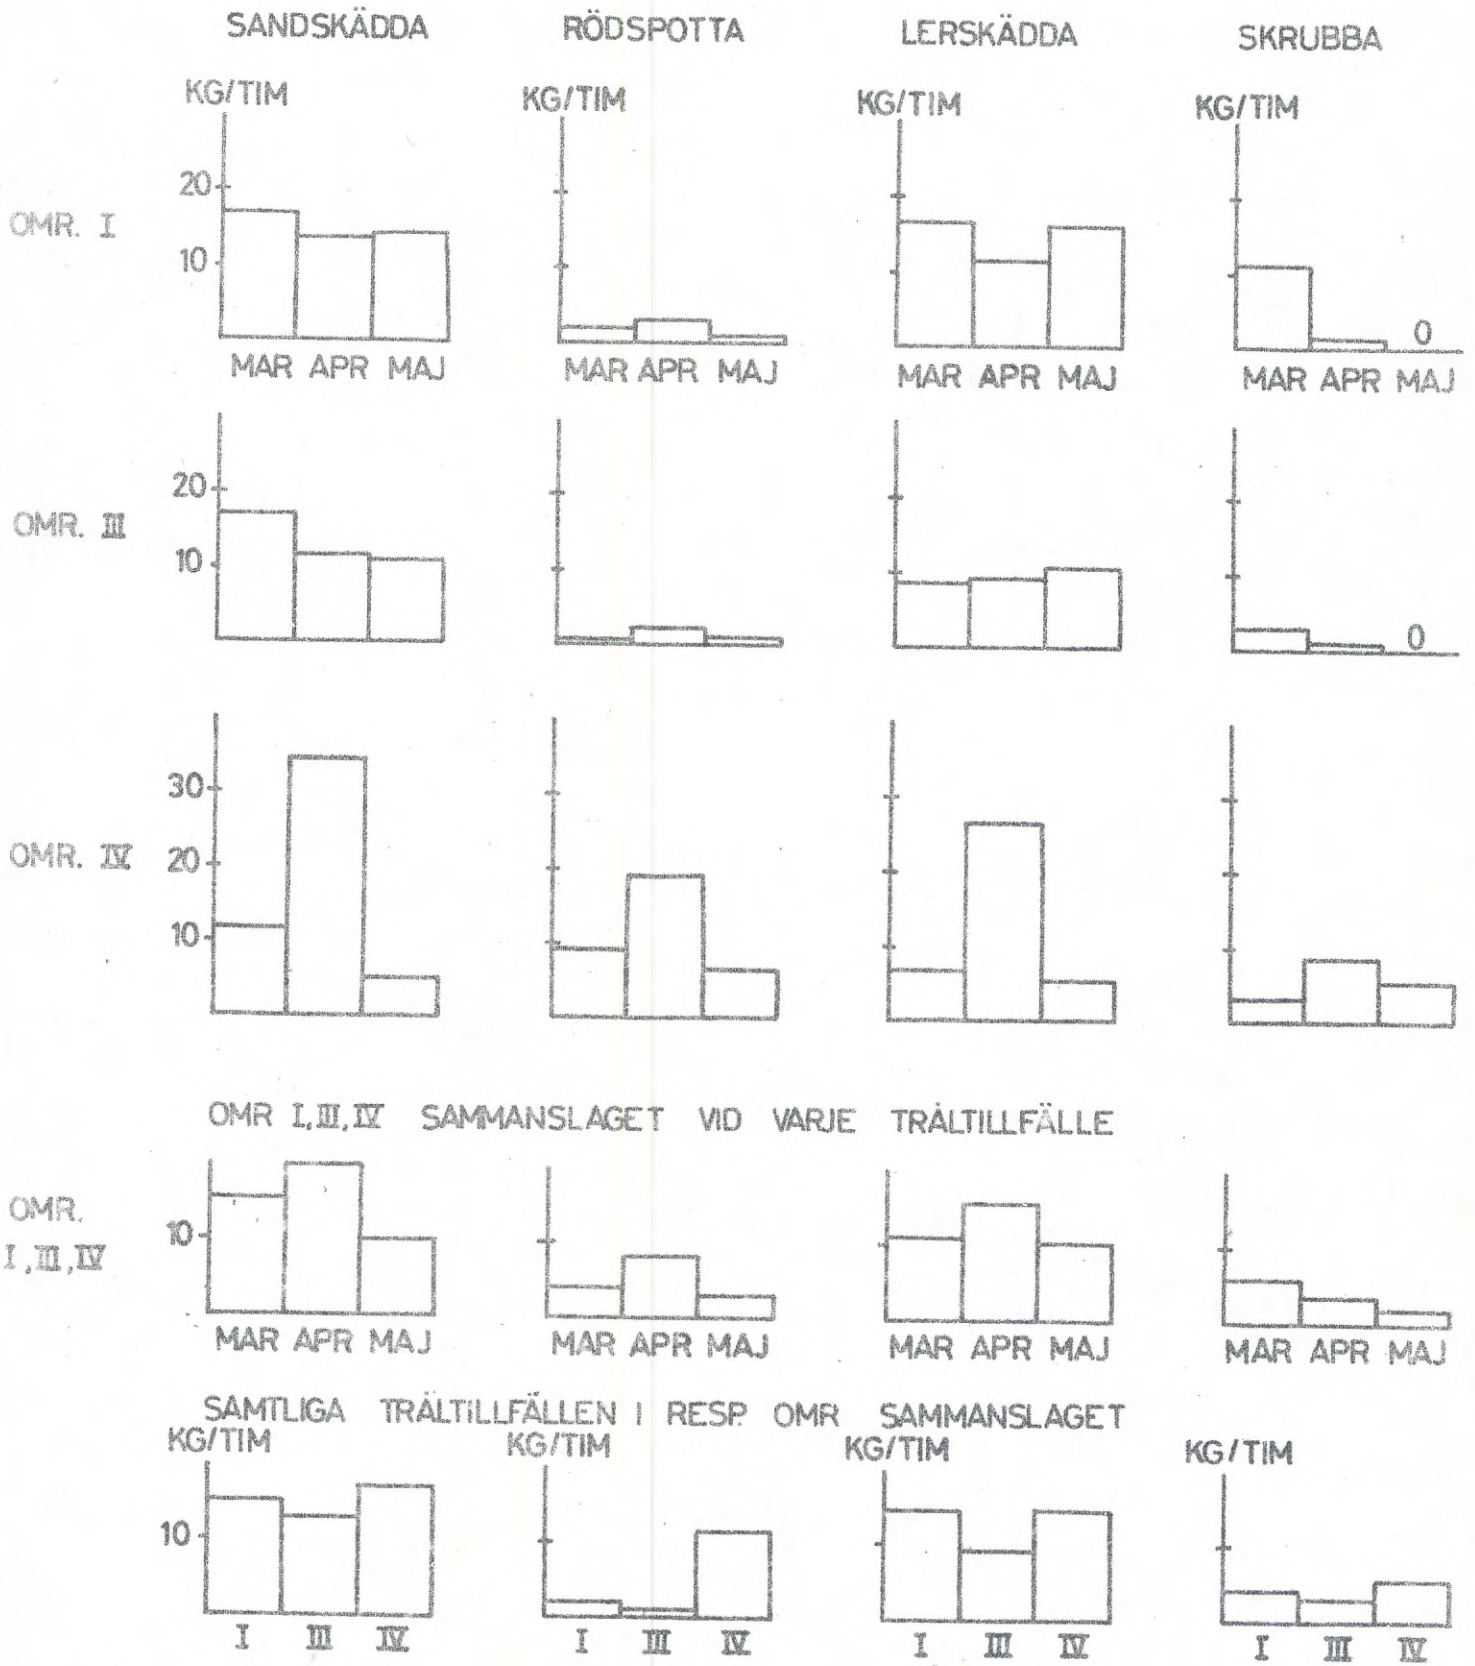 SANDSKÄDDA RÖDSPOTTA LERSKÄDDA SKRUBBA
KG/TIM KG/TIM KG/TIM KG/TIM
20
OMR. I
10
0
MAR APR MAJ MAR APR MAJ MAR APR MAJ MAR APR MAJ
20
OMR. III
10
0
30
OMR. IV 20
10
OMR I,III,IV SAMMANSLAGET VID VARJE TRÅLTILLFÄLLE
OMR.
I,III,IV
10
MAR APR MAJ MAR APR MAJ MAR APR MAJ MAR APR MAJ
SAMTLIGA TRÅLTILLFÄLLEN I RESP. OMR SAMMANSLAGET
KG/TIM KG/TIM KG/TIM KG/TIM
10
I III IV I III IV I III IV I III IV